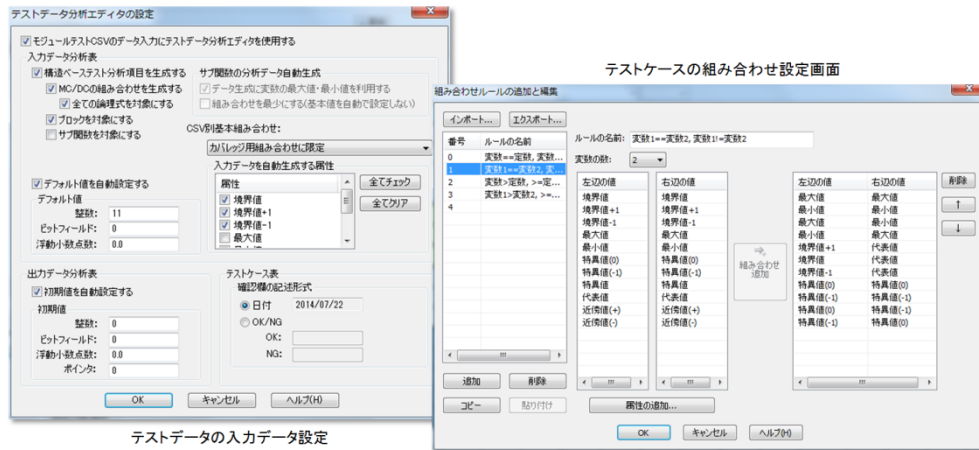 テストデータ分析エディタの設定
モジュールテストCSVのデータ入力にテストデータ分析エディタを使用する
入力データ分析表
構造ベーステスト分析項目を生成する
MC/DCの組み合わせを生成する
全ての論理式を対象にする
ブロックを対象にする
サブ関数を対象にする
サブ関数の分析データ自動生成
データ生成に変数の最大値・最小値を利用する
組み合わせを最少にする(基本値を自動で設定しない)
CSV別基本組み合わせ:
カバレッジ用組み合わせに限定
入力データを自動生成する属性
属性
境界値
境界値+1
境界値-1
最大値
全てチェック
全てクリア
デフォルト値を自動設定する
デフォルト値
整数: 11
ビットフィールド: 0
浮動小数点数: 0.0
出力データ分析表
初期値を自動設定する
初期値
整数: 0
ビットフィールド: 0
浮動小数点数: 0.0
ポインタ: 0
テストケース表
確認欄の記述形式
日付 2014/07/22
OK/NG
OK:
NG:
OK キャンセル ヘルプ(H)
テストデータの入力データ設定
テストケースの組み合わせ設定画面
組み合わせルールの追加と編集
インポート... エクスポート...
番号 ルールの名前
0 変数==定数, 変数...
1 変数1==変数2, 変...
2 変数>定数, >=定...
3 変数1>変数2, >=...
4
追加 削除
コピー 貼り付け
ルールの名前: 変数1==変数2, 変数1!=変数2
変数の数: 2
左辺の値
境界値
境界値+1
境界値-1
最大値
最小値
特異値(0)
特異値(-1)
特異値
代表値
近傍値(+)
近傍値(-)
右辺の値
境界値
境界値+1
境界値-1
最大値
最小値
特異値(0)
特異値(-1)
特異値
代表値
近傍値(+)
近傍値(-)
組み合わせ
追加
左辺の値 右辺の値
最大値 最大値
最小値 最小値
最大値 最小値
最小値 最大値
境界値+1 代表値
境界値 代表値
境界値-1 代表値
特異値(0) 特異値(0)
特異値(-1) 特異値(-1)
特異値(0) 特異値(-1)
特異値(-1) 特異値(0)
削除
↑
↓
属性の追加...
OK キャンセル ヘルプ(H)